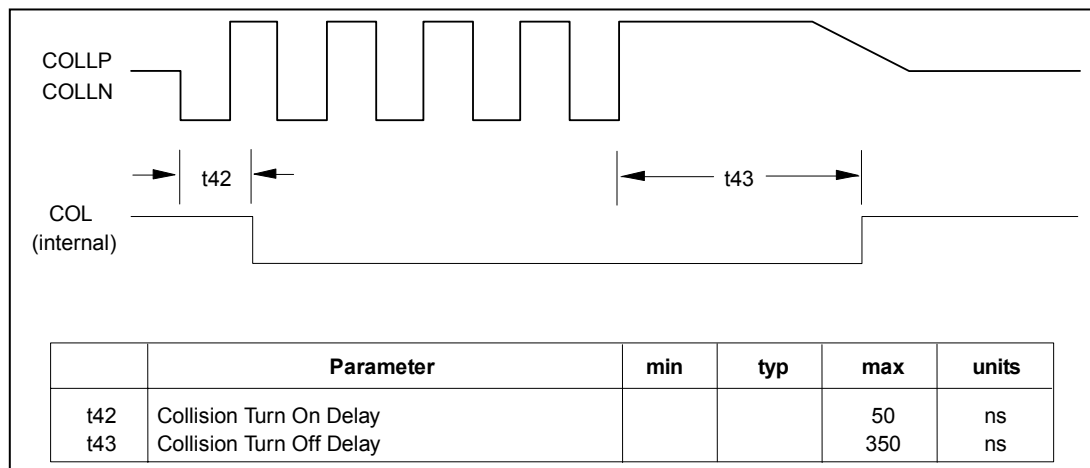 COLLP
COLLN
t42
t43
COL
(internal)
Parameter min typ max units
t42 Collision Turn On Delay 50 ns
t43 Collision Turn Off Delay 350 ns